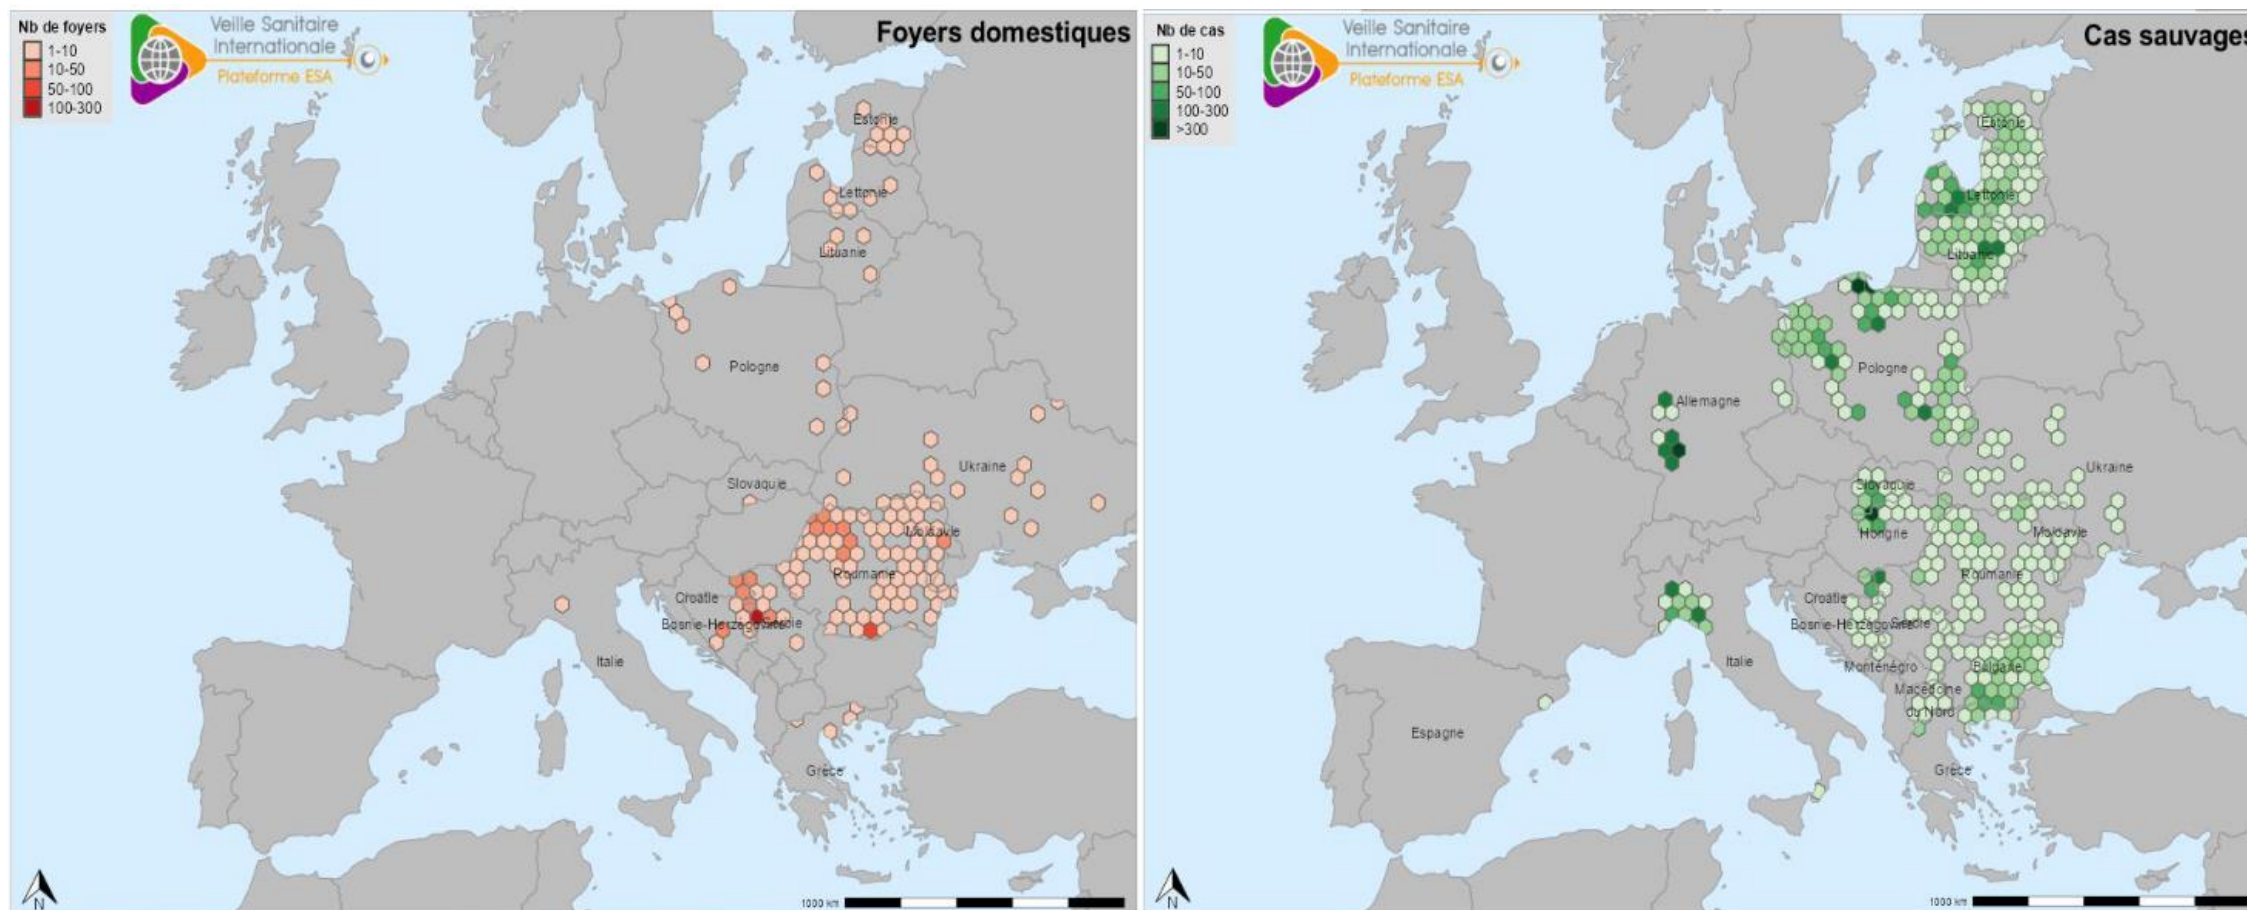 Nb de foyers
1-10
10-50
50-100
100-300
Veille Sanitaire
Internationale
Plateforme ESA
Foyers domestiques
Estonie
Lettonie
Lituanie
Pologne
Ukraine
Slovaquie
Moldavie
Roumanie
Croatie
Bosnie-Herzégovine
Serbie
Italie
Grèce
N
1000 km
Nb de cas
1-10
10-50
50-100
100-300
>300
Veille Sanitaire
Internationale
Plateforme ESA
Cas sauvages
Estonie
Lettonie
Lituanie
Pologne
Allemagne
Ukraine
Slovaquie
Hongrie
Moldavie
Roumanie
Croatie
Bosnie-Herzégovine
Serbie
Italie
Monténégro
Bulgarie
Macédoine
du Nord
Espagne
Grèce
N
1000 km